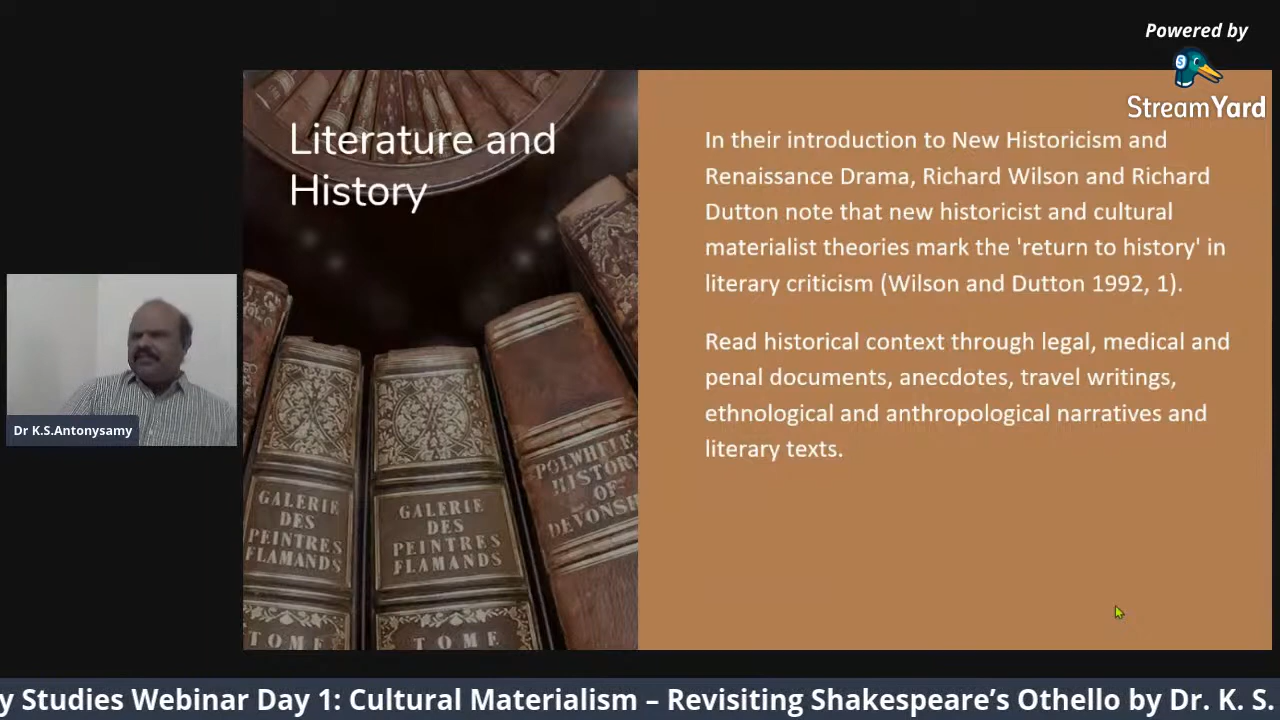 Powered by
StreamYard
Literature and
History
In their introduction to New Historicism and
Renaissance Drama, Richard Wilson and Richard
Dutton note that new historicist and cultural
materialist theories mark the 'return to history' in
literary criticism (Wilson and Dutton 1992, 1).
Read historical context through legal, medical and
penal documents, anecdotes, travel writings,
ethnological and anthropological narratives and
literary texts.
GALERIE
DES
PEINTRES
FLAMANDS
TOME
GALERIE
DES
PEINTRES
FLAMANDS
TOME
POLWHELE'S
HISTORY
OF
DEVONSH
Dr K.S.Antonysamy
y Studies Webinar Day 1: Cultural Materialism – Revisiting Shakespeare’s Othello by Dr. K. S.